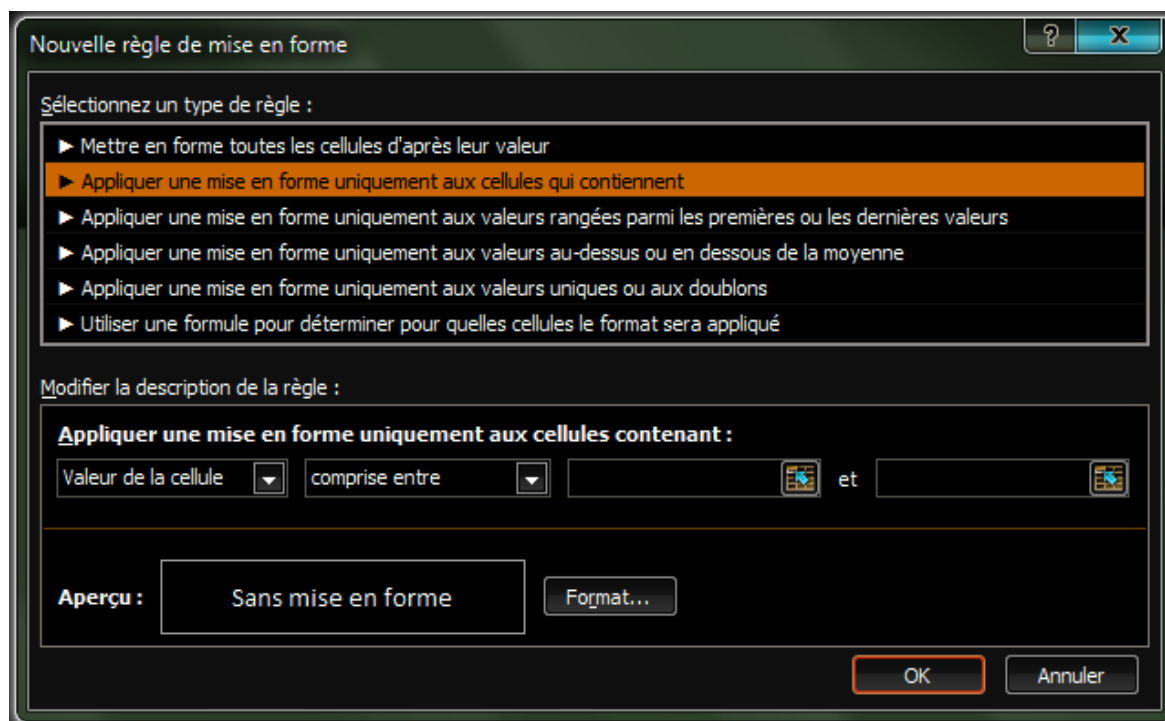 Nouvelle règle de mise en forme
?
X
Sélectionnez un type de règle :
► Mettre en forme toutes les cellules d'après leur valeur
► Appliquer une mise en forme uniquement aux cellules qui contiennent
► Appliquer une mise en forme uniquement aux valeurs rangées parmi les premières ou les dernières valeurs
► Appliquer une mise en forme uniquement aux valeurs au-dessus ou en dessous de la moyenne
► Appliquer une mise en forme uniquement aux valeurs uniques ou aux doublons
► Utiliser une formule pour déterminer pour quelles cellules le format sera appliqué
Modifier la description de la règle :
Appliquer une mise en forme uniquement aux cellules contenant :
Valeur de la cellule comprise entre et
Aperçu : Sans mise en forme Format...
OK Annuler